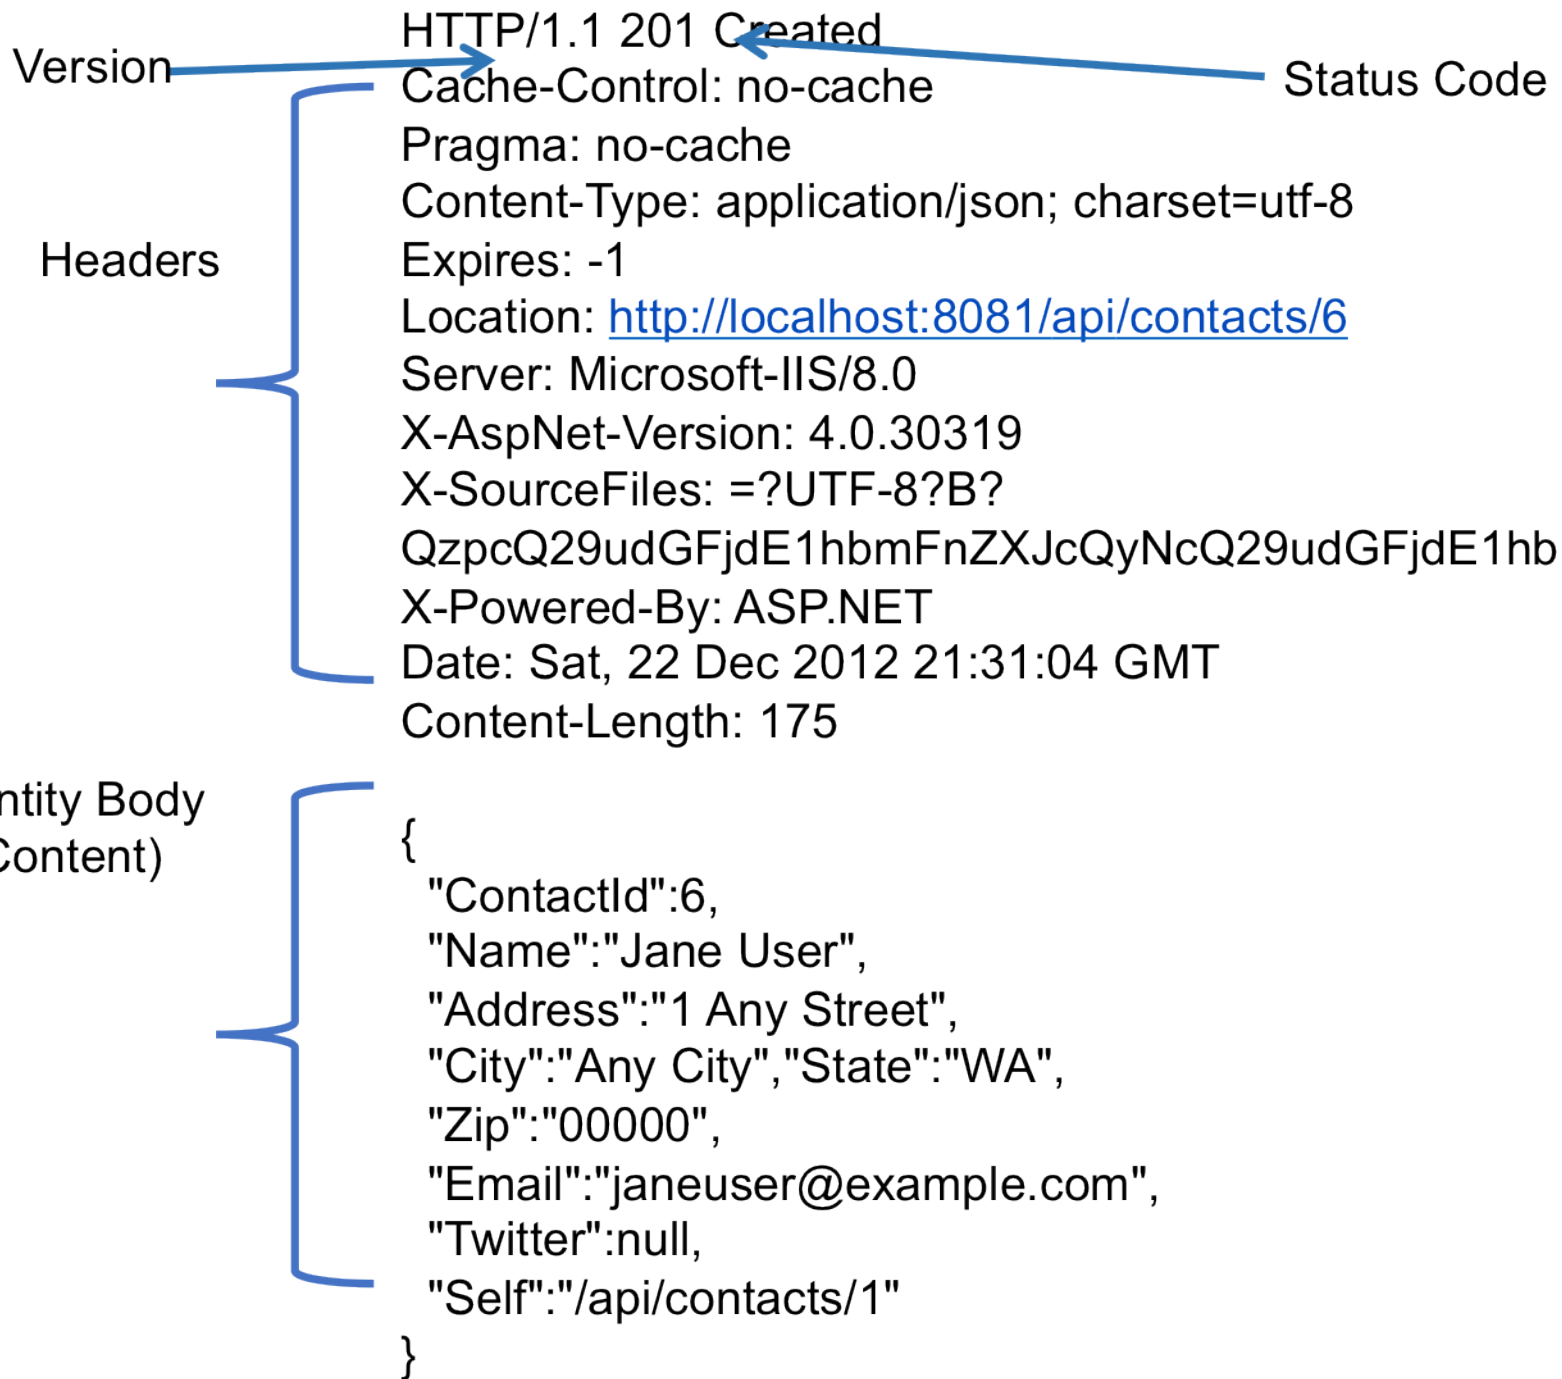 HTTP/1.1 201 Created
Version
Status Code
Cache-Control: no-cache
Pragma: no-cache
Content-Type: application/json; charset=utf-8
Headers
Expires: -1
Location: http://localhost:8081/api/contacts/6
Server: Microsoft-IIS/8.0
X-AspNet-Version: 4.0.30319
X-SourceFiles: =?UTF-8?B?
QzpcQ29udGFjdE1hbmFnZXJcQyNcQ29udGFjdE1hb
X-Powered-By: ASP.NET
Date: Sat, 22 Dec 2012 21:31:04 GMT
Content-Length: 175
ntity Body
Content)
{
"ContactId":6,
"Name":"Jane User",
"Address":"1 Any Street",
"City":"Any City","State":"WA",
"Zip":"00000",
"Email":"janeuser@example.com",
"Twitter":null,
"Self":"/api/contacts/1"
}